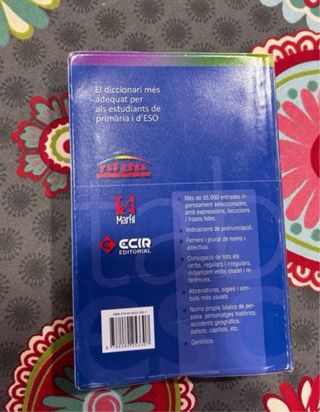 El diccionari més
adequat per
als estudiants de
primària i d'ESO
Marfil
ECIR
EDITORIAL
Més de 55.000 entrades ri-
gorosament seleccionades,
amb expressions, locucions
i frases fetes.
Indicacions de pronunciació.
Femení i plural de noms i
adjectius.
Conjugació de tots els
verbs, regulars i irregulars,
mitjançant verbs model i re-
ferències.
Abreviatures, sigles i sím-
bols més usuals.
Noms propis bàsics de per-
sona, personatges històrics,
accidents geogràfics,
països, capitals, etc.
Gentilicis.